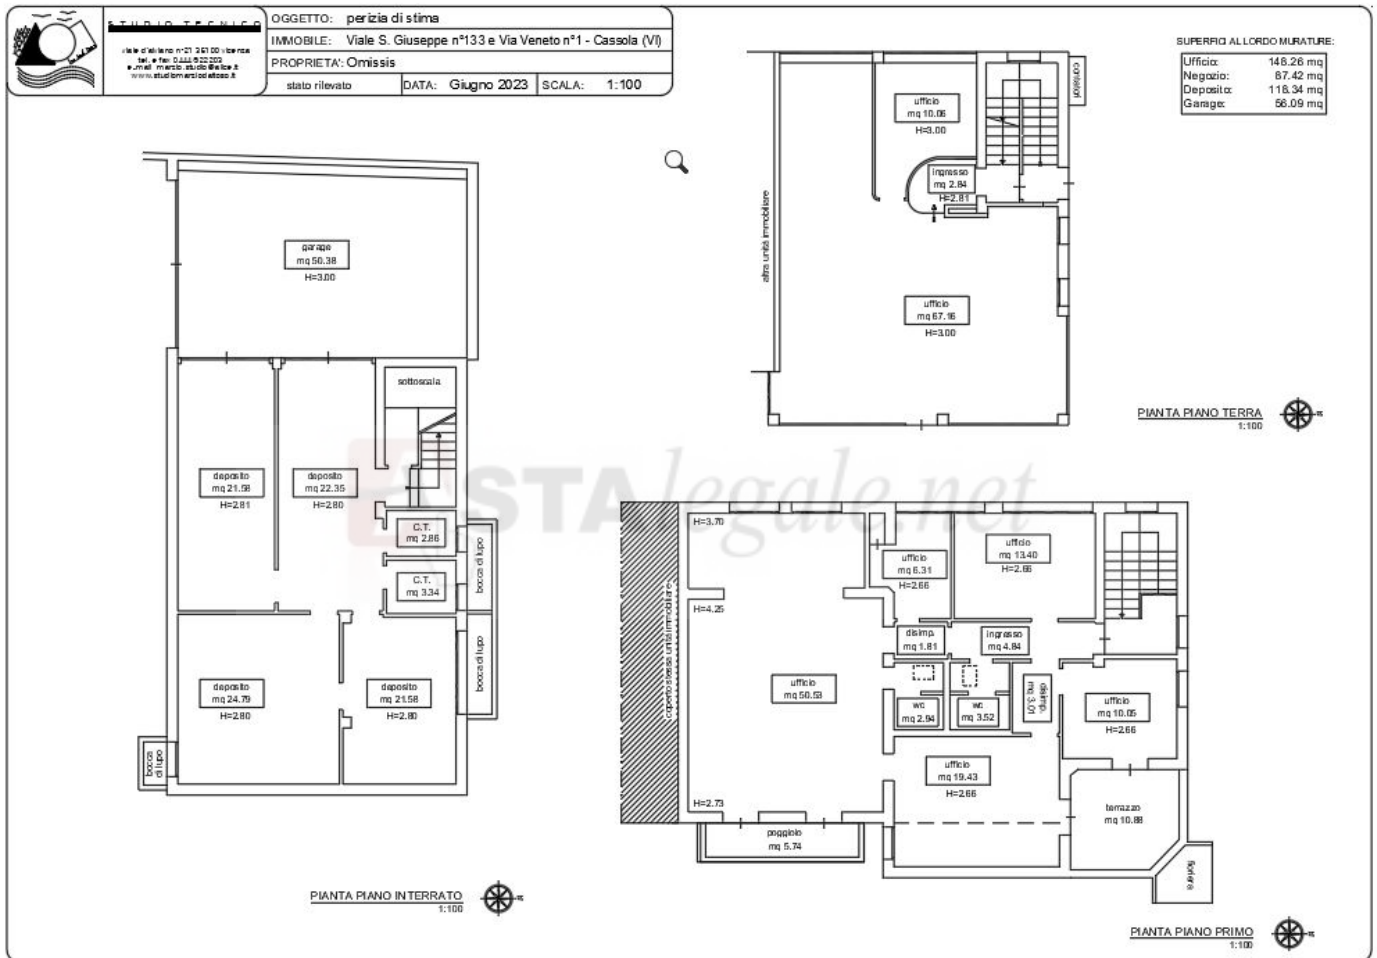 STUDIO TECNICO
www.studiomarziodatoso.it
OGGETTO: perizia di stima
IMMOBILE: Viale S. Giuseppe n°133 e Via Veneto n°1 - Cassola (VI)
PROPRIETA': Omissis
stato rilevato DATA: Giugno 2023 SCALA: 1:100
SUPERFICI AL LORDO MURATURE:
Ufficio: 148.26 mq
Negozio: 87.42 mq
Deposito: 118.34 mq
Garage: 56.09 mq
garage
mq 50.38
H=3.00
sottoscala
deposito
mq 21.58
H=2.81
deposito
mq 22.35
H=2.80
C.T.
mq 2.86
C.T.
mq 3.34
bocca di lupo
bocca di lupo
deposito
mq 24.79
H=2.80
deposito
mq 21.58
H=2.80
bocca
di lupo
PIANTA PIANO INTERRATO
1:100
ufficio
mq 10.06
H=3.00
contatori
ingresso
mq 2.84
H=2.81
altra unità immobiliare
ufficio
mq 67.16
H=3.00
PIANTA PIANO TERRA
1:100
ASTAlegale.net
H=3.70
ufficio
mq 6.31
H=2.66
ufficio
mq 13.40
H=2.66
H=4.25
coperto stessa unità immobiliare
disimp.
mq 1.81
ingresso
mq 4.84
ufficio
mq 50.53
wc
mq 2.94
wc
mq 3.52
disimp.
mq 3.01
ufficio
mq 10.05
H=2.66
ufficio
mq 19.43
H=2.66
H=2.73
terrazzo
mq 10.88
poggiolo
mq 5.74
fioriera
PIANTA PIANO PRIMO
1:100